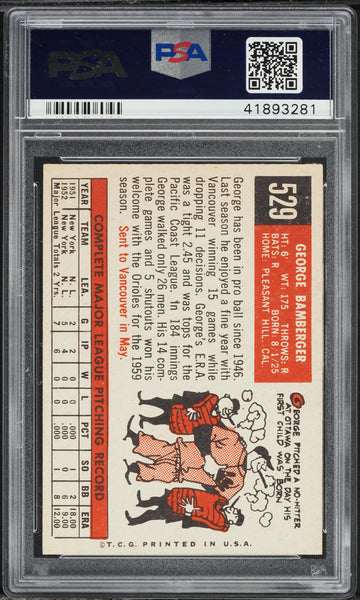 PSA
PSA
41893281
529
GEORGE BAMBERGER
HT: 6' WT: 175 THROWS: R
BATS: R BORN: 8/1/25
HOME: PLEASANT HILL, CAL.
George has been in pro ball since 1946.
Last season he enjoyed a fine year with
Vancouver winning 15 games while
dropping 11 decisions. George's E.R.A.
was a tight 2.45 and was tops for the
Pacific Coast League. In 184 innings
George walked only 26 men. His 14 com-
plete games and 5 shutouts won his
welcome with the Orioles for the 1959
season. Sent to Vancouver in May.
GEORGE PITCHED A NO-HITTER
AT OTTAWA ON THE DAY HIS
FIRST CHILD WAS BORN
COMPLETE MAJOR LEAGUE PITCHING RECORD
YEAR TEAM LEA. G IP W L PCT SO BB ERA
1951 New York N. L. 5 2 0 0 .000 1 2 18.00
1952 New York N. L. 2 4 0 0 .000 0 6 9.00
Major League Totals 2 Yrs. 7 6 0 0 .000 1 8 12.00
©T.C.G. PRINTED IN U.S.A.